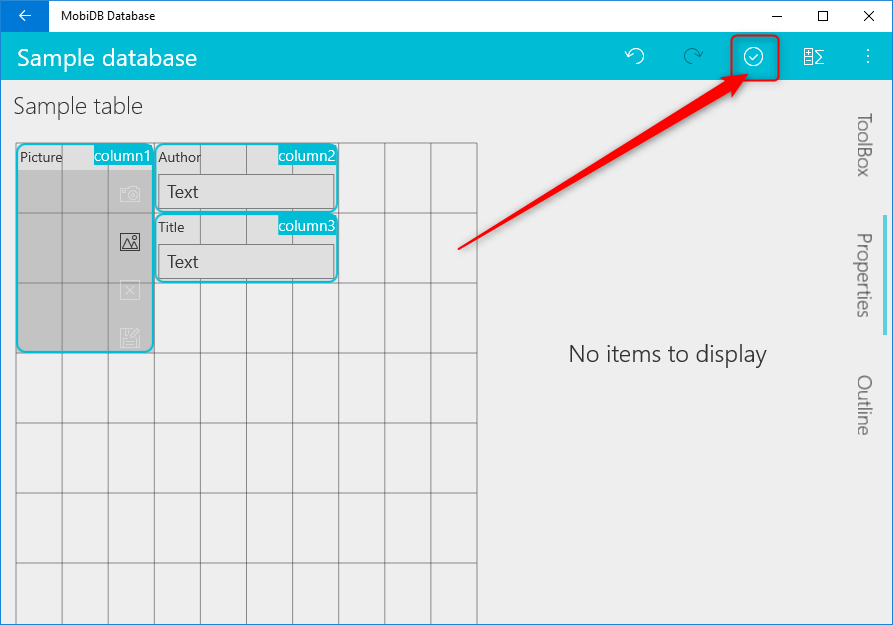 MobiDB Database
Sample database
Sample table
Picture
column1
Author
column2
Text
Title
column3
Text
No items to display
ToolBox
Properties
Outline